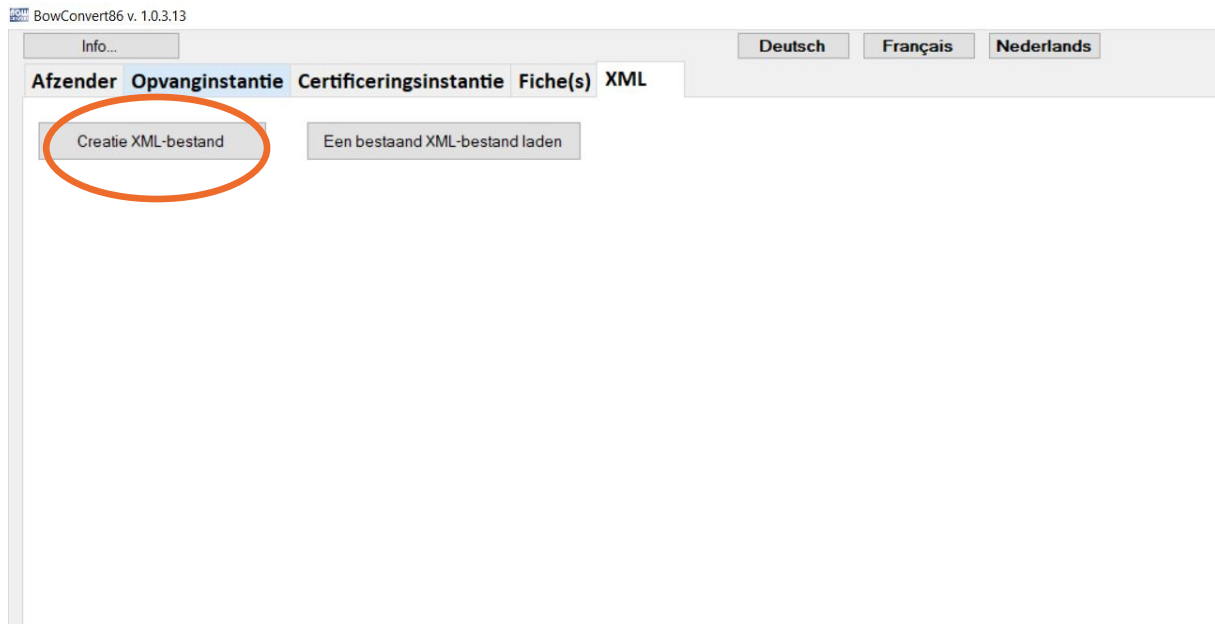 BOW
BowConvert86 v. 1.0.3.13
Info... Deutsch Français Nederlands
Afzender Opvanginstantie Certificeringsinstantie Fiche(s) XML
Creatie XML-bestand Een bestaand XML-bestand laden